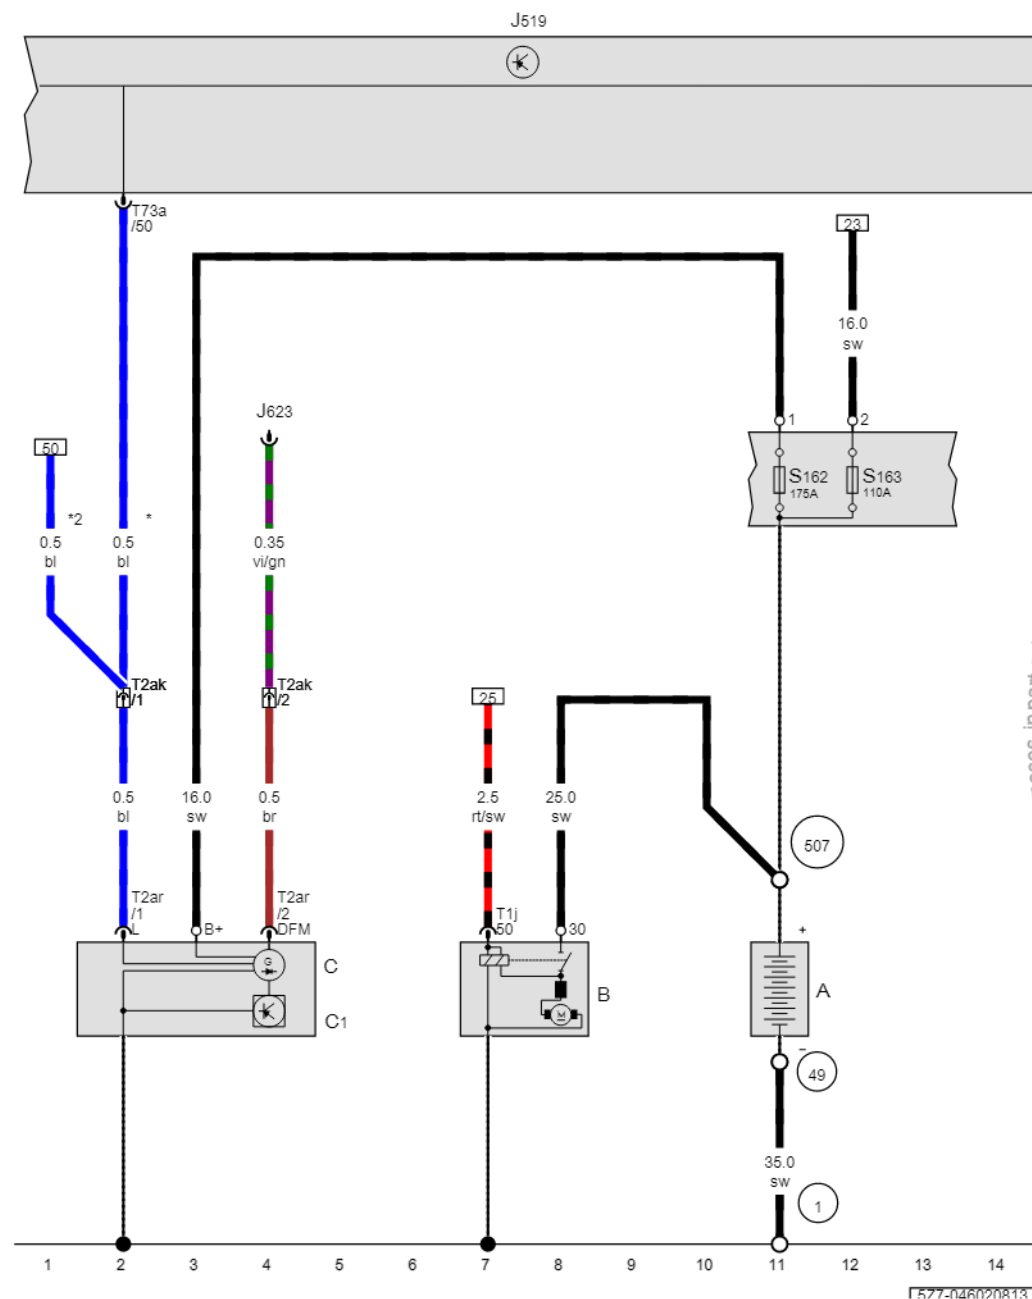 J519
T73a
/50
23
16.0
sw
J623
1
2
50
S162
175A
S163
110A
*2
*
0.5
bl
0.5
bl
0.35
vi/gn
T2ak
/1
T2ak
/2
25
0.5
bl
16.0
sw
0.5
br
2.5
rt/sw
25.0
sw
507
T2ar
/1
L
B+
T2ar
/2
DFM
T1j
50
30
+
G
C
C1
M
B
A
−
49
35.0
sw
1
1 2 3 4 5 6 7 8 9 10 11 12 13 14
577-046020813